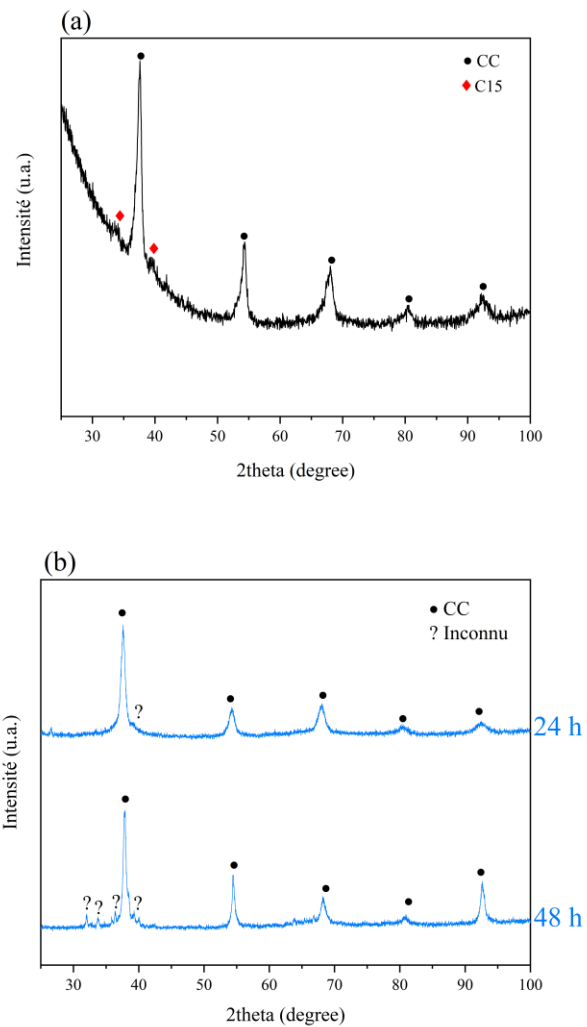 (a)
● CC
♦ C15
Intensité (u.a.)
30 40 50 60 70 80 90 100
2theta (degree)
(b)
● CC
? Inconnu
?
24 h
? ? ? ?
48 h
Intensité (u.a.)
30 40 50 60 70 80 90 100
2theta (degree)